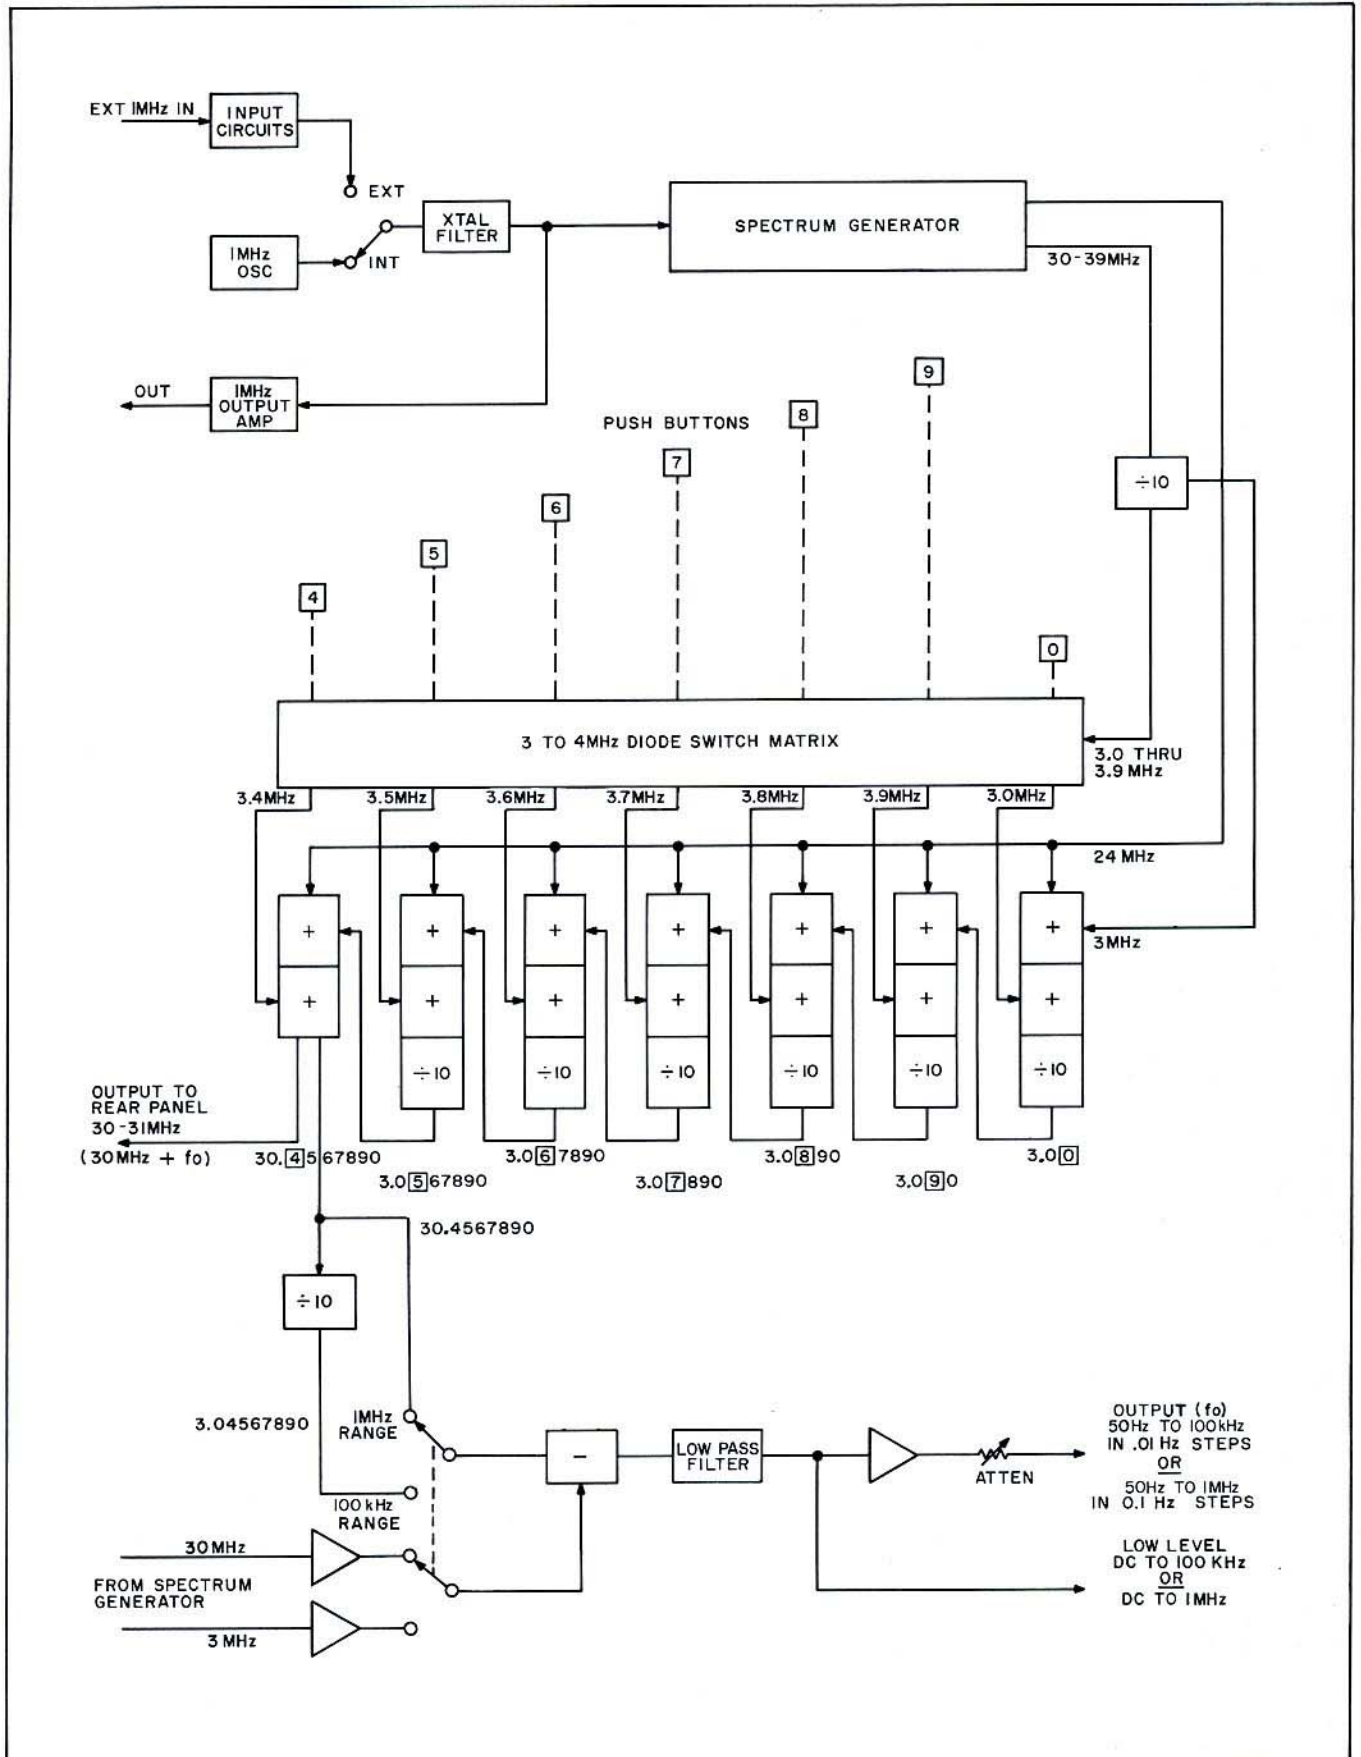 EXT 1MHz IN
INPUT
CIRCUITS
EXT
XTAL
FILTER
SPECTRUM GENERATOR
1MHz
OSC
INT
30-39MHz
OUT
1MHz
OUTPUT
AMP
PUSH BUTTONS
9
8
7
÷10
6
5
4
0
3 TO 4MHz DIODE SWITCH MATRIX
3.0 THRU
3.9 MHz
3.4MHz
3.5MHz
3.6MHz
3.7MHz
3.8MHz
3.9MHz
3.0MHz
24 MHz
+
+
+
+
+
+
+
3MHz
+
+
+
+
+
+
+
÷10
÷10
÷10
÷10
÷10
÷10
OUTPUT TO
REAR PANEL
30-31MHz
(30MHz + fo)
30.4567890
3.0567890
3.067890
3.07890
3.0890
3.090
3.00
30.4567890
÷10
3.04567890
1MHz
RANGE
100 kHz
RANGE
−
LOW PASS
FILTER
ATTEN
OUTPUT (fo)
50Hz TO 100kHz
IN .01 Hz STEPS
OR
50Hz TO 1MHz
IN 0.1 Hz STEPS
LOW LEVEL
DC TO 100 KHz
OR
DC TO 1MHz
30MHz
FROM SPECTRUM
GENERATOR
3 MHz